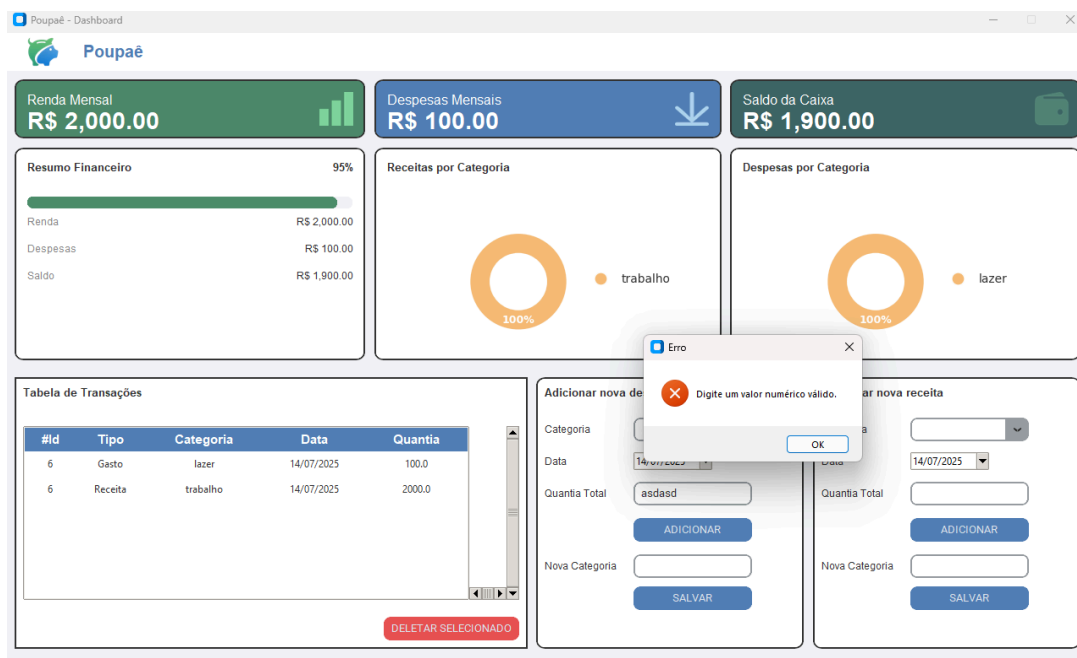 Poupaê - Dashboard
Poupaê
Renda Mensal
R$ 2,000.00
Despesas Mensais
R$ 100.00
Saldo da Caixa
R$ 1,900.00
Resumo Financeiro 95%
Renda R$ 2,000.00
Despesas R$ 100.00
Saldo R$ 1,900.00
Receitas por Categoria
trabalho
100%
Despesas por Categoria
lazer
100%
Erro
Digite um valor numérico válido.
OK
Tabela de Transações
#Id Tipo Categoria Data Quantia
6 Gasto lazer 14/07/2025 100.0
6 Receita trabalho 14/07/2025 2000.0
DELETAR SELECIONADO
Adicionar nova de
Categoria
Data 14/07/2025
Quantia Total asdasd
ADICIONAR
Nova Categoria
SALVAR
ar nova receita
a
Data 14/07/2025
Quantia Total
ADICIONAR
Nova Categoria
SALVAR